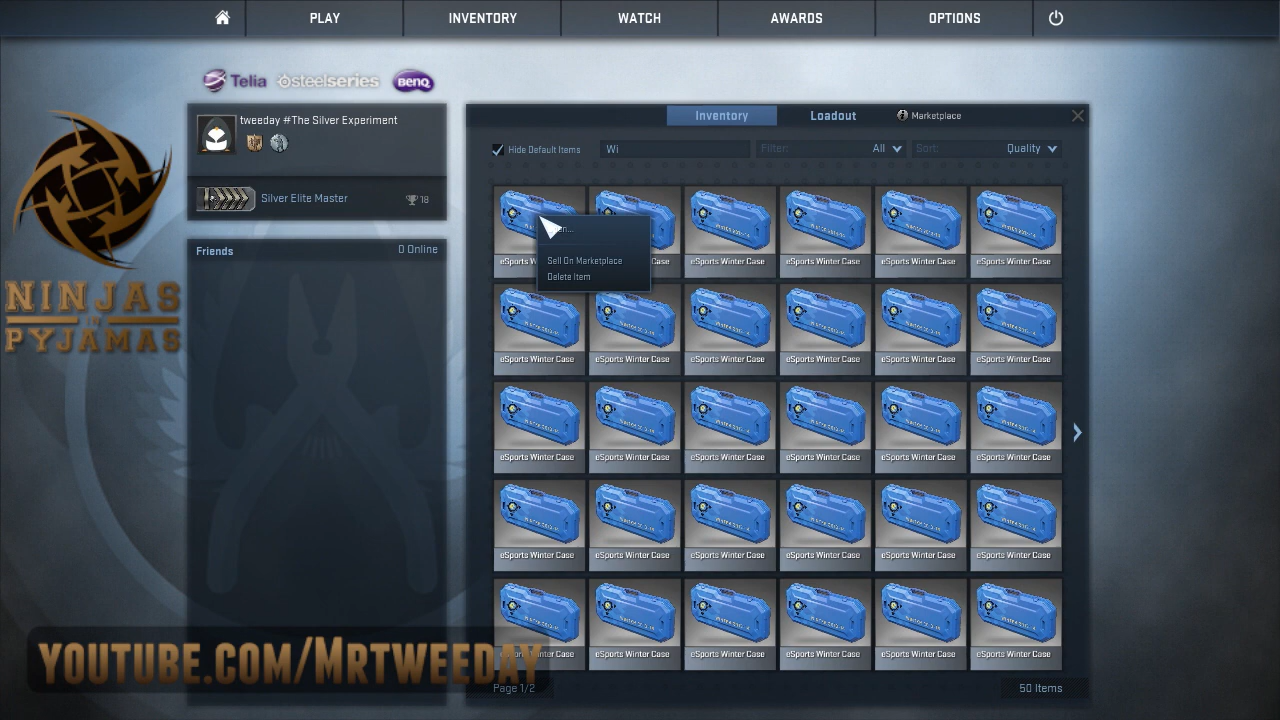 PLAY INVENTORY WATCH AWARDS OPTIONS
Telia steelseries BenQ
tweeday #The Silver Experiment
Silver Elite Master 18
Friends 0 Online
NINJAS
IN
PYJAMAS
Inventory Loadout Marketplace
Hide Default Items Wi Filter: All Sort: Quality
Sell On Marketplace
Delete Item
eSports Winter Case eSports Winter Case eSports Winter Case eSports Winter Case eSports Winter Case
eSports Winter Case eSports Winter Case eSports Winter Case eSports Winter Case eSports Winter Case eSports Winter Case
eSports Winter Case eSports Winter Case eSports Winter Case eSports Winter Case eSports Winter Case eSports Winter Case
eSports Winter Case eSports Winter Case eSports Winter Case eSports Winter Case eSports Winter Case eSports Winter Case
eSports Winter Case eSports Winter Case eSports Winter Case eSports Winter Case eSports Winter Case eSports Winter Case
Page 1/2 50 Items
YOUTUBE.COM/MRTWEEDAY